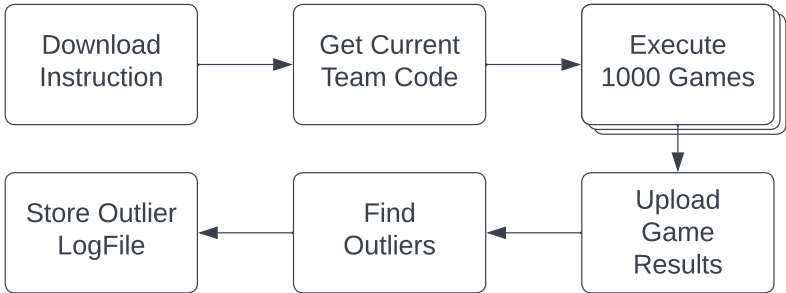 Download
Instruction
Get Current
Team Code
Execute
1000 Games
Upload
Game
Results
Find
Outliers
Store Outlier
LogFile